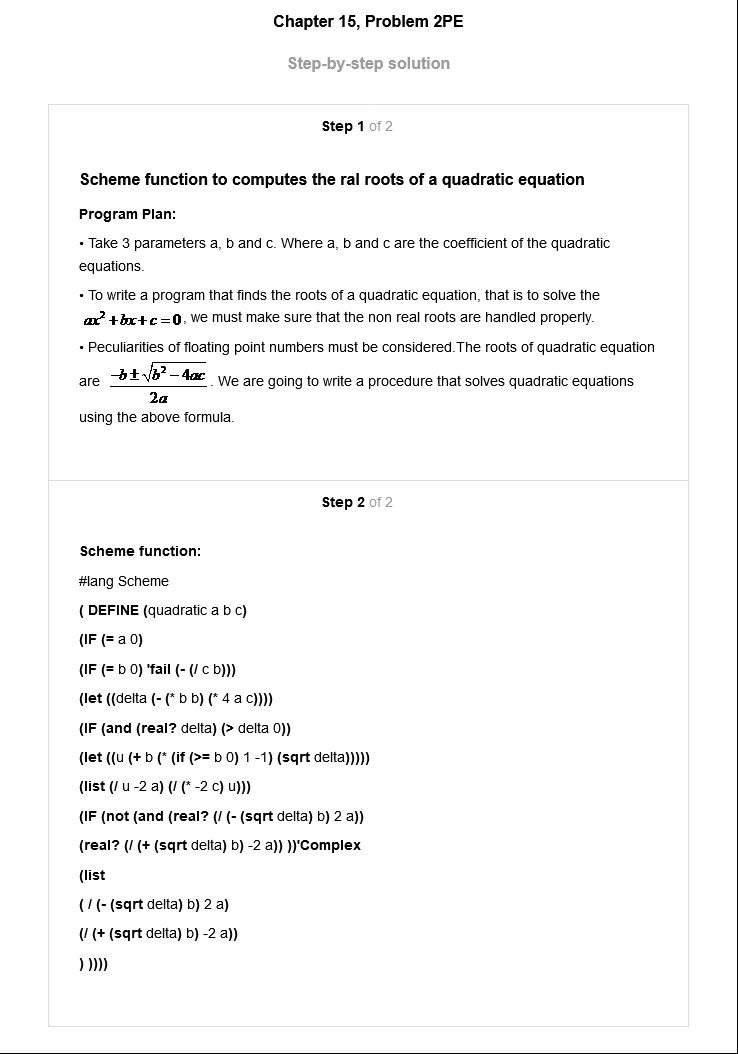 Chapter 15, Problem 2PE
Step-by-step solution
Step 1 of 2
Scheme function to computes the ral roots of a quadratic equation
Program Plan:
• Take 3 parameters a, b and c. Where a, b and c are the coefficient of the quadratic
equations.
• To write a program that finds the roots of a quadratic equation, that is to solve the
ax² + bx + c = 0, we must make sure that the non real roots are handled properly.
• Peculiarities of floating point numbers must be considered.The roots of quadratic equation
are (-b ± √(b² - 4ac)) / 2a . We are going to write a procedure that solves quadratic equations
using the above formula.
Step 2 of 2
Scheme function:
#lang Scheme
( DEFINE (quadratic a b c)
(IF (= a 0)
(IF (= b 0) 'fail (- (/ c b)))
(let ((delta (- (* b b) (* 4 a c))))
(IF (and (real? delta) (> delta 0))
(let ((u (+ b (* (if (>= b 0) 1 -1) (sqrt delta)))))
(list (/ u -2 a) (/ (* -2 c) u)))
(IF (not (and (real? (/ (- (sqrt delta) b) 2 a))
(real? (/ (+ (sqrt delta) b) -2 a)) ))'Complex
(list
( / (- (sqrt delta) b) 2 a)
(/ (+ (sqrt delta) b) -2 a))
) ))))